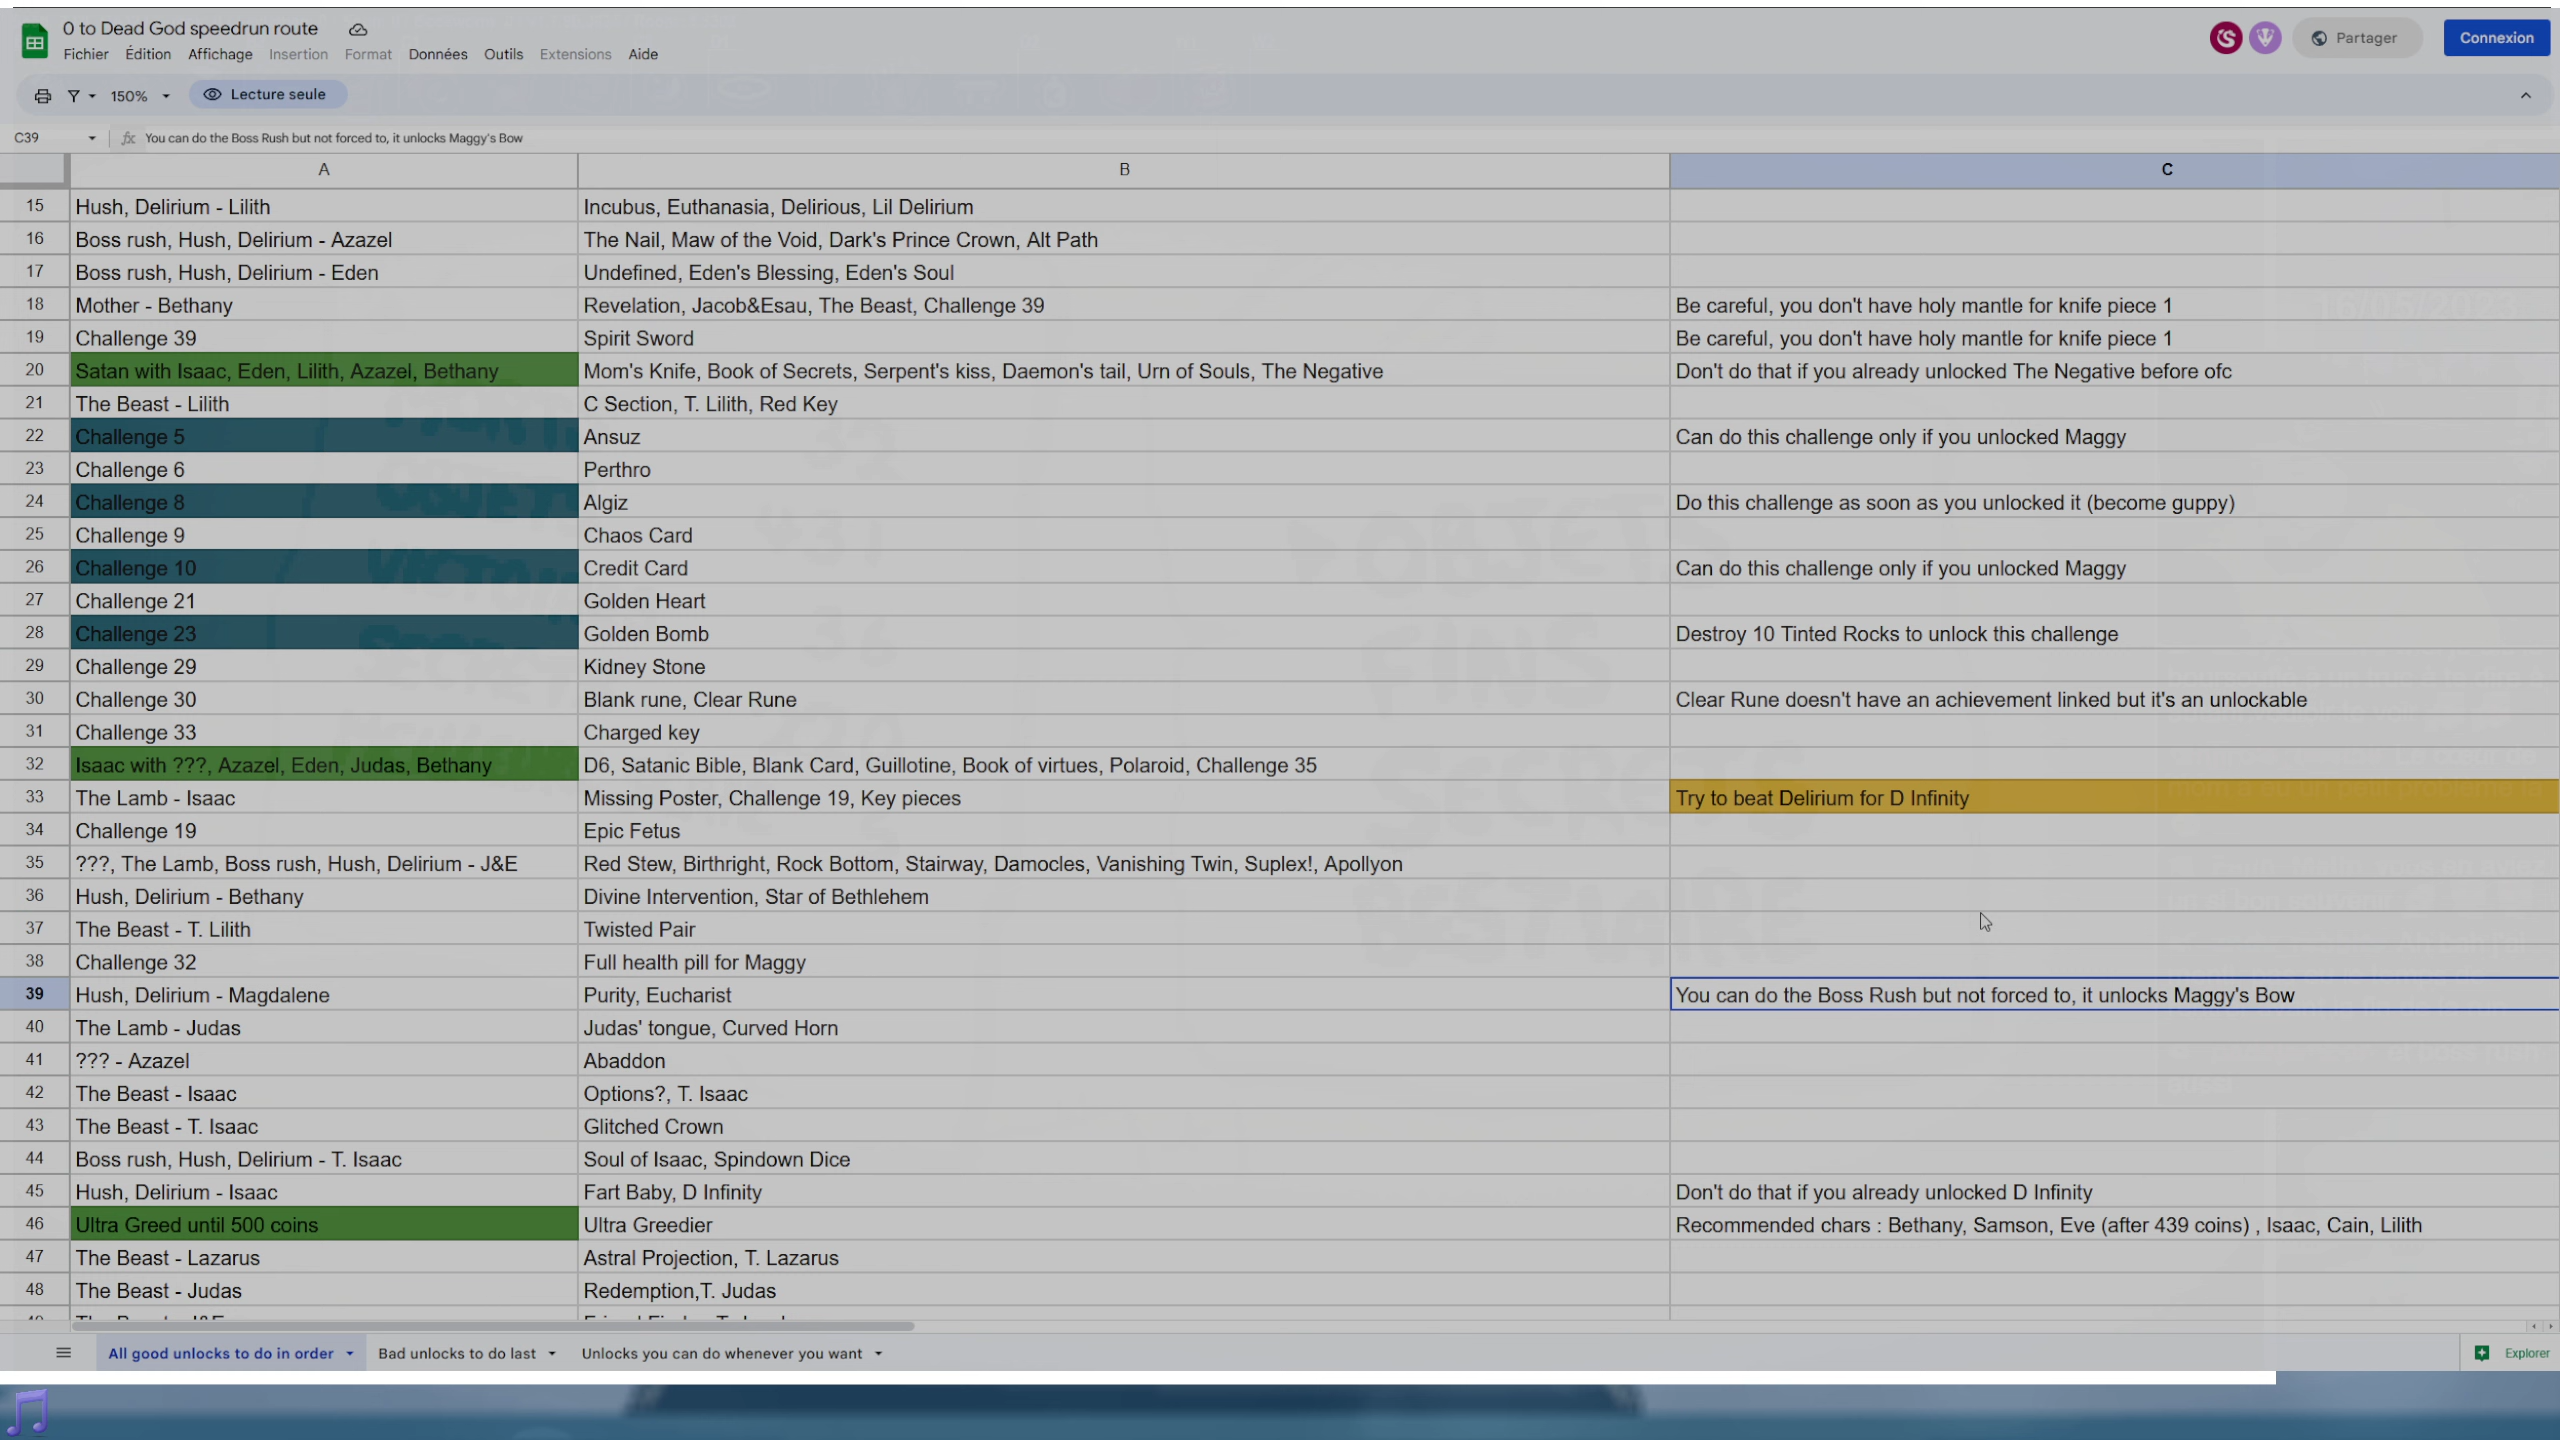 0 to Dead God speedrun route
Fichier Édition Affichage Insertion Format Données Outils Extensions Aide
Partager
Connexion
150% Lecture seule
C39 fx You can do the Boss Rush but not forced to, it unlocks Maggy's Bow
A B C
15 Hush, Delirium - Lilith Incubus, Euthanasia, Delirious, Lil Delirium
16 Boss rush, Hush, Delirium - Azazel The Nail, Maw of the Void, Dark's Prince Crown, Alt Path
17 Boss rush, Hush, Delirium - Eden Undefined, Eden's Blessing, Eden's Soul
18 Mother - Bethany Revelation, Jacob&Esau, The Beast, Challenge 39 Be careful, you don't have holy mantle for knife piece 1
19 Challenge 39 Spirit Sword Be careful, you don't have holy mantle for knife piece 1
20 Satan with Isaac, Eden, Lilith, Azazel, Bethany Mom's Knife, Book of Secrets, Serpent's kiss, Daemon's tail, Urn of Souls, The Negative Don't do that if you already unlocked The Negative before ofc
21 The Beast - Lilith C Section, T. Lilith, Red Key
22 Challenge 5 Ansuz Can do this challenge only if you unlocked Maggy
23 Challenge 6 Perthro
24 Challenge 8 Algiz Do this challenge as soon as you unlocked it (become guppy)
25 Challenge 9 Chaos Card
26 Challenge 10 Credit Card Can do this challenge only if you unlocked Maggy
27 Challenge 21 Golden Heart
28 Challenge 23 Golden Bomb Destroy 10 Tinted Rocks to unlock this challenge
29 Challenge 29 Kidney Stone
30 Challenge 30 Blank rune, Clear Rune Clear Rune doesn't have an achievement linked but it's an unlockable
31 Challenge 33 Charged key
32 Isaac with ???, Azazel, Eden, Judas, Bethany D6, Satanic Bible, Blank Card, Guillotine, Book of virtues, Polaroid, Challenge 35
33 The Lamb - Isaac Missing Poster, Challenge 19, Key pieces Try to beat Delirium for D Infinity
34 Challenge 19 Epic Fetus
35 ???, The Lamb, Boss rush, Hush, Delirium - J&E Red Stew, Birthright, Rock Bottom, Stairway, Damocles, Vanishing Twin, Suplex!, Apollyon
36 Hush, Delirium - Bethany Divine Intervention, Star of Bethlehem
37 The Beast - T. Lilith Twisted Pair
38 Challenge 32 Full health pill for Maggy
39 Hush, Delirium - Magdalene Purity, Eucharist You can do the Boss Rush but not forced to, it unlocks Maggy's Bow
40 The Lamb - Judas Judas' tongue, Curved Horn
41 ??? - Azazel Abaddon
42 The Beast - Isaac Options?, T. Isaac
43 The Beast - T. Isaac Glitched Crown
44 Boss rush, Hush, Delirium - T. Isaac Soul of Isaac, Spindown Dice
45 Hush, Delirium - Isaac Fart Baby, D Infinity Don't do that if you already unlocked D Infinity
46 Ultra Greed until 500 coins Ultra Greedier Recommended chars : Bethany, Samson, Eve (after 439 coins) , Isaac, Cain, Lilith
47 The Beast - Lazarus Astral Projection, T. Lazarus
48 The Beast - Judas Redemption,T. Judas
All good unlocks to do in order Bad unlocks to do last Unlocks you can do whenever you want Explorer
OBJETS
FINS
SECRETS
BESTIAIRE